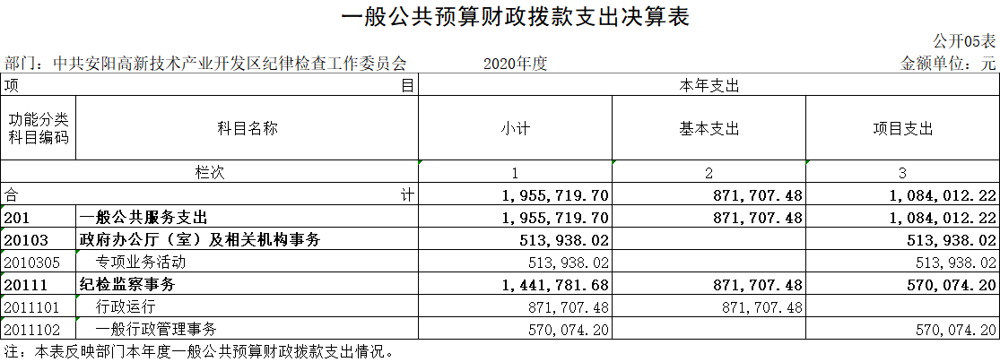 一般公共预算财政拨款支出决算表
公开05表
部门：中共安阳高新技术产业开发区纪律检查工作委员会 2020年度 金额单位：元
项 目 本年支出
功能分类科目编码 科目名称 小计 基本支出 项目支出
栏次 1 2 3
合 计 1,955,719.70 871,707.48 1,084,012.22
201 一般公共服务支出 1,955,719.70 871,707.48 1,084,012.22
20103 政府办公厅（室）及相关机构事务 513,938.02 513,938.02
2010305 专项业务活动 513,938.02 513,938.02
20111 纪检监察事务 1,441,781.68 871,707.48 570,074.20
2011101 行政运行 871,707.48 871,707.48
2011102 一般行政管理事务 570,074.20 570,074.20
注：本表反映部门本年度一般公共预算财政拨款支出情况。